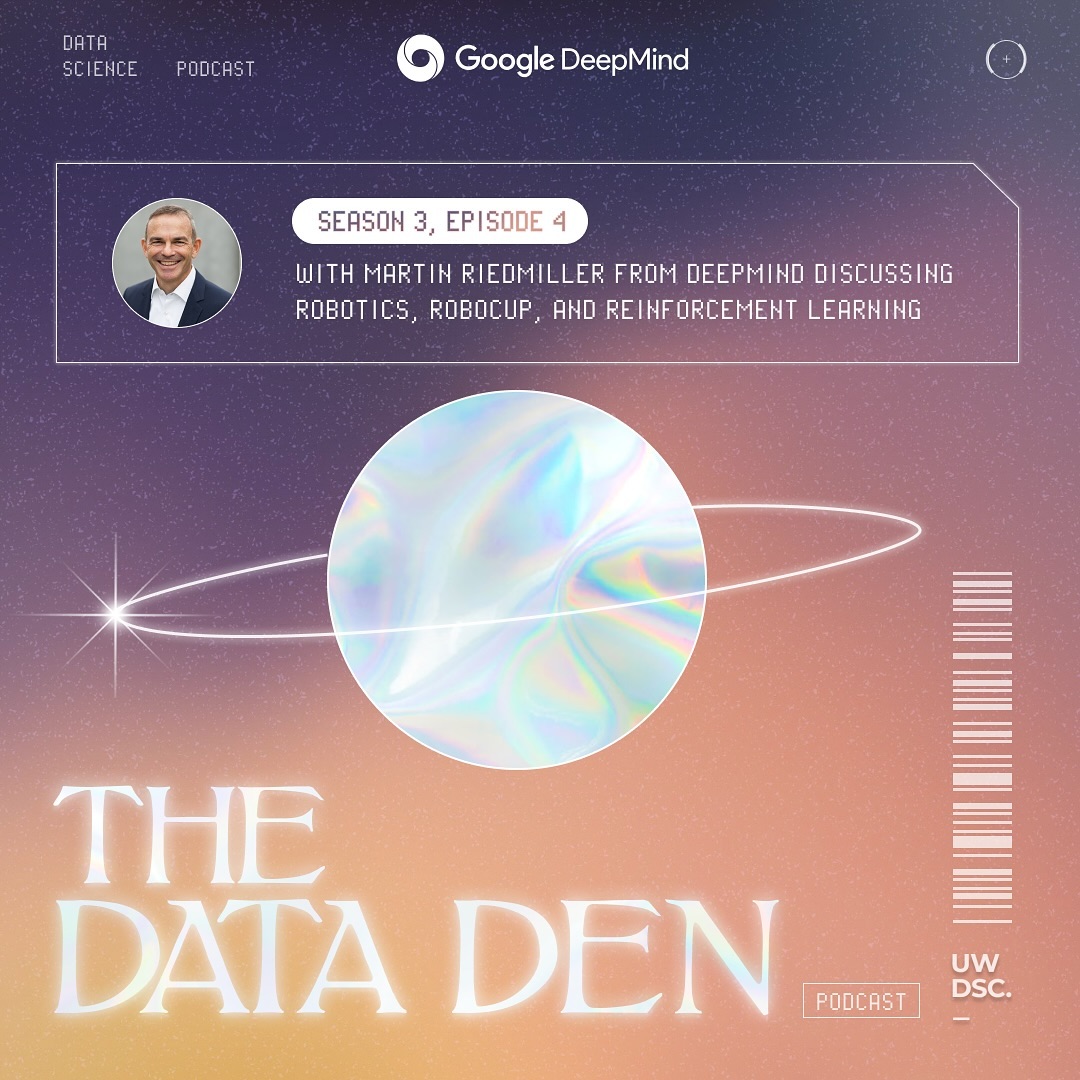 DATA
SCIENCE PODCAST
Google DeepMind
SEASON 3, EPISODE 4
WITH MARTIN RIEDMILLER FROM DEEPMIND DISCUSSING
ROBOTICS, ROBOCUP, AND REINFORCEMENT LEARNING
THE
DATA DEN
PODCAST
UW
DSC.